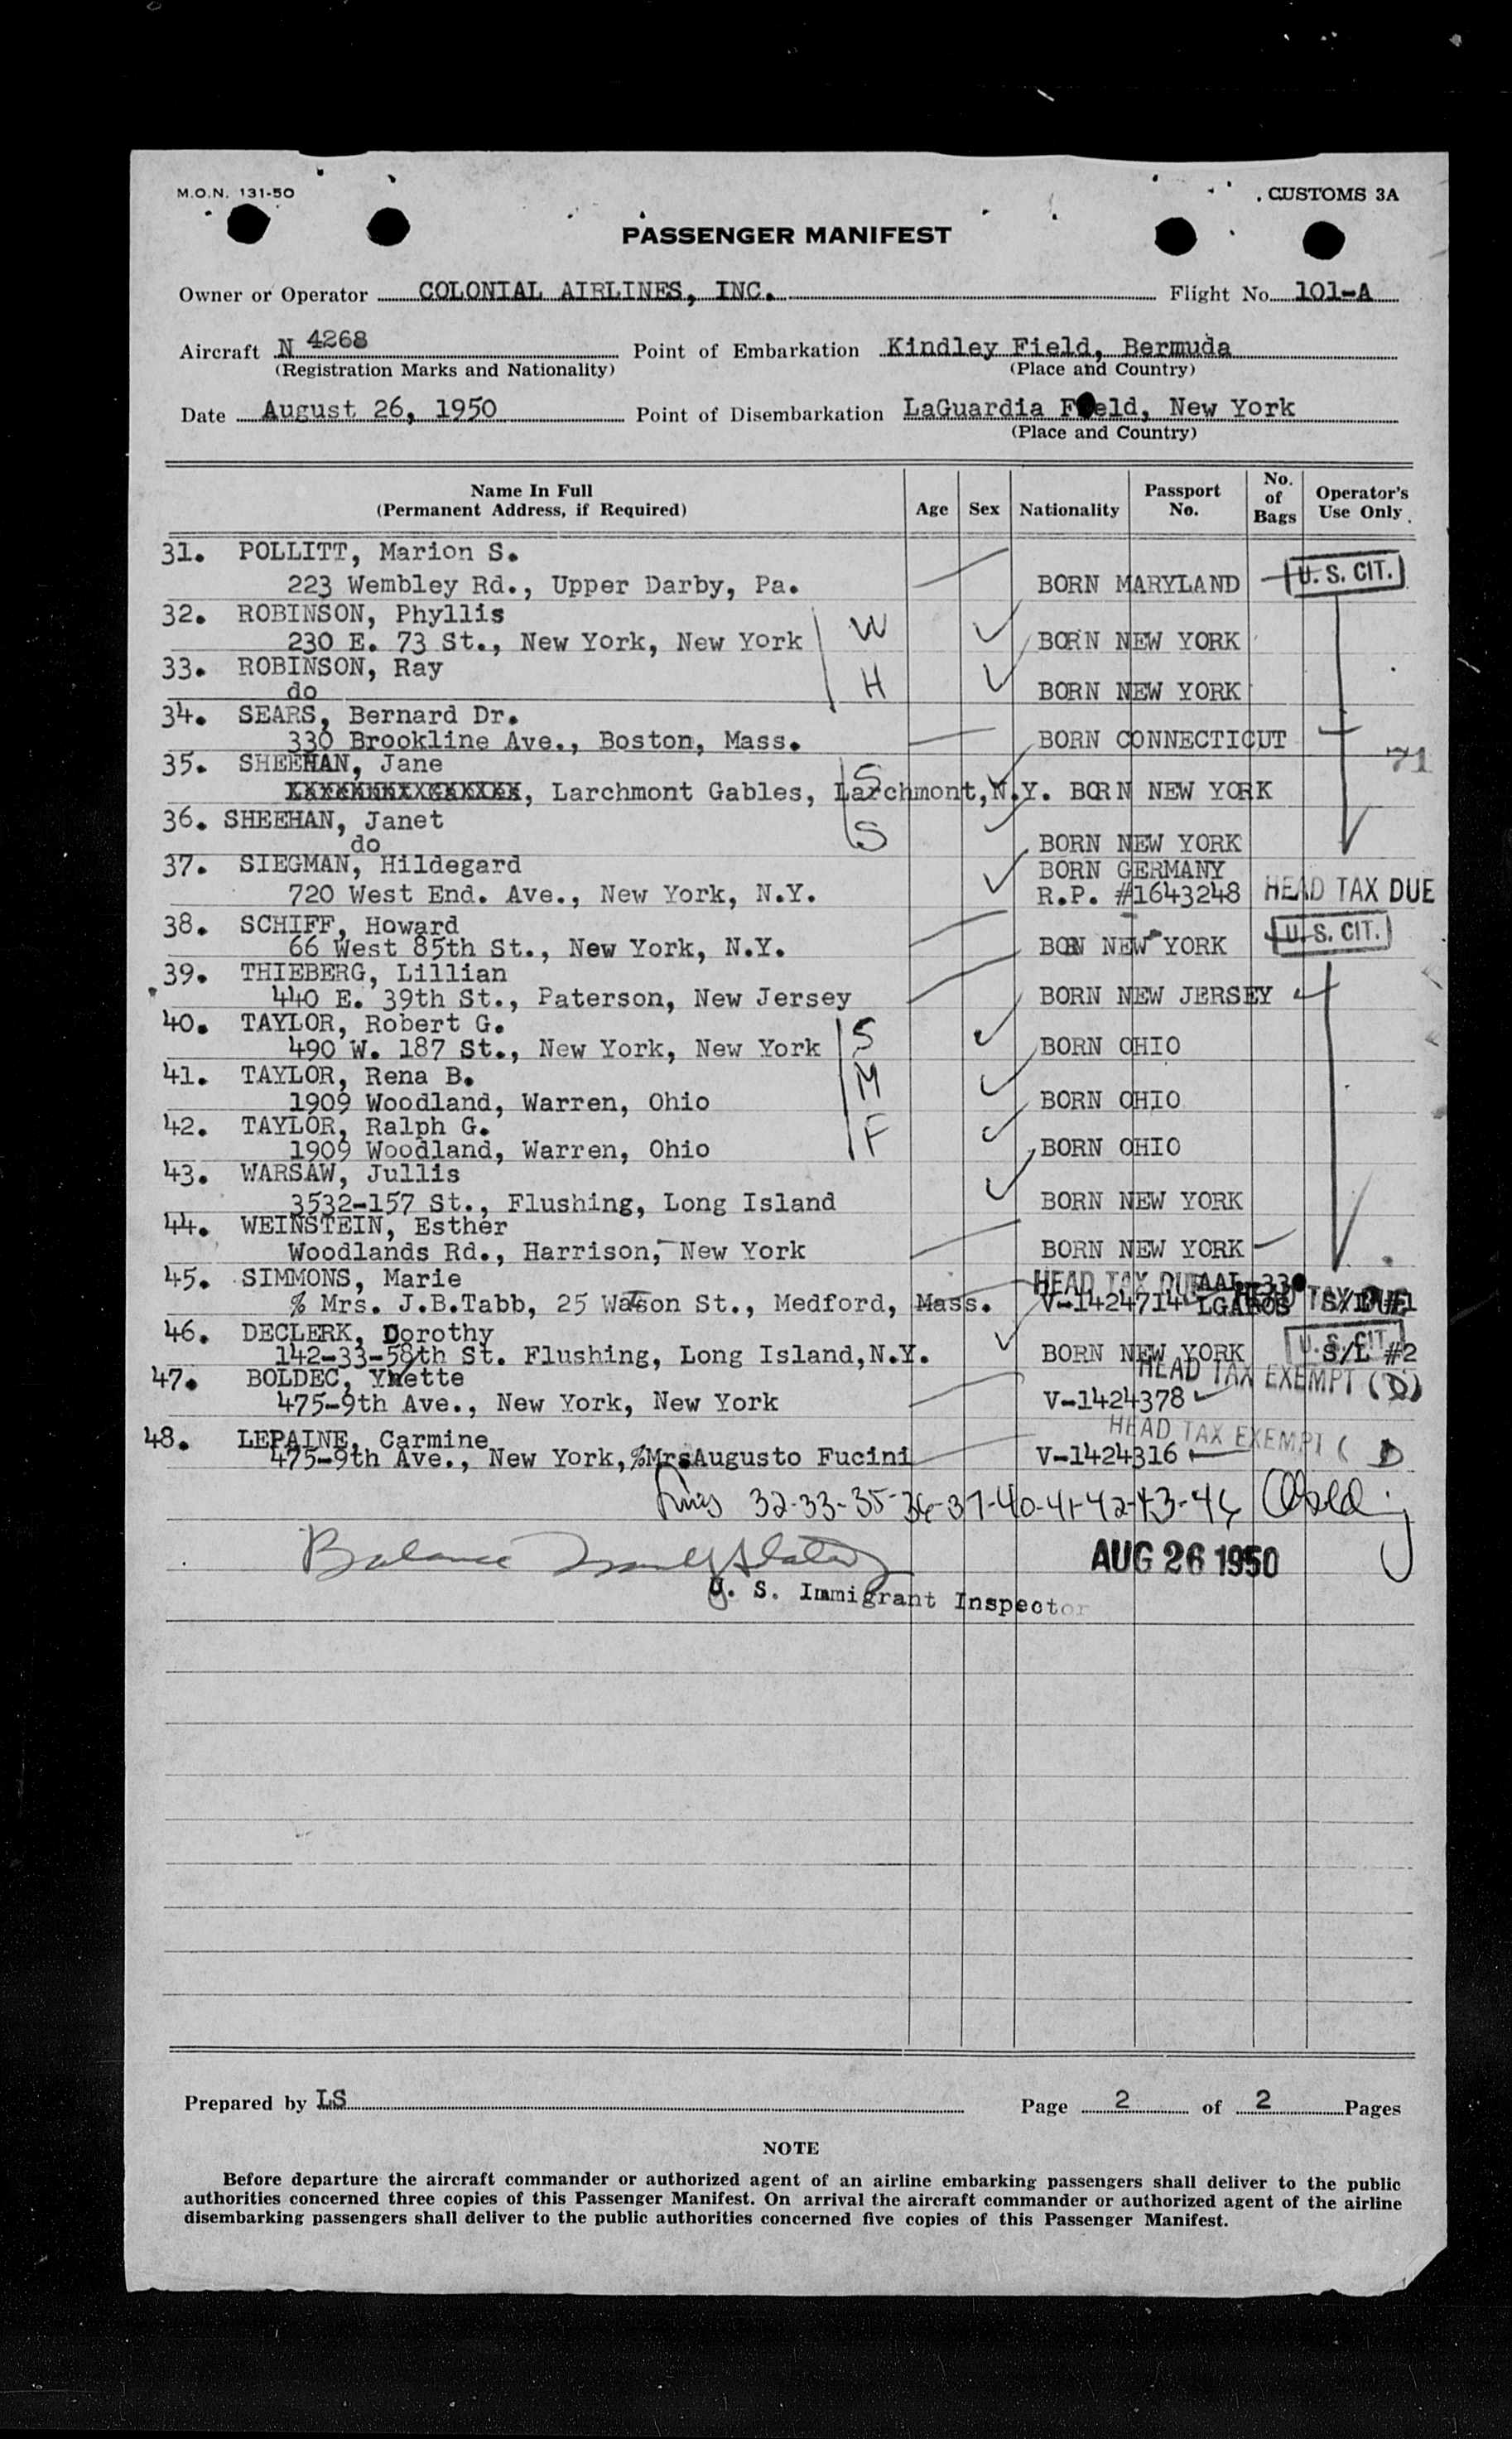 M.O.N. 131-50
CUSTOMS 3A
PASSENGER MANIFEST
Owner or Operator COLONIAL AIRLINES, INC. Flight No. 101-A
Aircraft N 4268 Point of Embarkation Kindley Field, Bermuda
(Registration Marks and Nationality) (Place and Country)
Date August 26, 1950 Point of Disembarkation LaGuardia Field, New York
(Place and Country)
Name In Full (Permanent Address, if Required) Age Sex Nationality Passport No. No. of Bags Operator's Use Only
31. POLLITT, Marion S.
223 Wembley Rd., Upper Darby, Pa. BORN MARYLAND U. S. CIT.
32. ROBINSON, Phyllis
230 E. 73 St., New York, New York W BORN NEW YORK
33. ROBINSON, Ray
do H BORN NEW YORK
34. SEARS, Bernard Dr.
330 Brookline Ave., Boston, Mass. BORN CONNECTICUT
71
35. SHEEHAN, Jane S
, Larchmont Gables, Larchmont, N.Y. BORN NEW YORK
36. SHEEHAN, Janet
do S BORN NEW YORK
37. SIEGMAN, Hildegard BORN GERMANY
720 West End. Ave., New York, N.Y. R.P. #1643248 HEAD TAX DUE
38. SCHIFF, Howard
66 West 85th St., New York, N.Y. BON NEW YORK U. S. CIT.
39. THIEBERG, Lillian
440 E. 39th St., Paterson, New Jersey BORN NEW JERSEY
40. TAYLOR, Robert G.
490 W. 187 St., New York, New York S BORN OHIO
41. TAYLOR, Rena B. M
1909 Woodland, Warren, Ohio BORN OHIO
42. TAYLOR, Ralph G. F
1909 Woodland, Warren, Ohio BORN OHIO
43. WARSAW, Jullis
3532-157 St., Flushing, Long Island BORN NEW YORK
44. WEINSTEIN, Esther
Woodlands Rd., Harrison, New York BORN NEW YORK
45. SIMMONS, Marie HEAD TAX DUE
% Mrs. J.B.Tabb, 25 Watson St., Medford, Mass. V-1424714 TAX DUE
46. DECLERK, Dorothy
142-33-58th St. Flushing, Long Island, N.Y. BORN NEW YORK U. S. CIT. S/L #2
47. BOLDEC, Yvette HEAD TAX EXEMPT (D)
475-9th Ave., New York, New York V-1424378
48. LEPAINE, Carmine HEAD TAX EXEMPT ( D
475-9th Ave., New York, %Mrs Augusto Fucini V-1424316
Lines 32-33-35-36-37-40-41-42-43-46
Balance
AUG 26 1950
U. S. Immigrant Inspector
Prepared by LS Page 2 of 2 Pages
NOTE
Before departure the aircraft commander or authorized agent of an airline embarking passengers shall deliver to the public
authorities concerned three copies of this Passenger Manifest. On arrival the aircraft commander or authorized agent of the airline
disembarking passengers shall deliver to the public authorities concerned five copies of this Passenger Manifest.